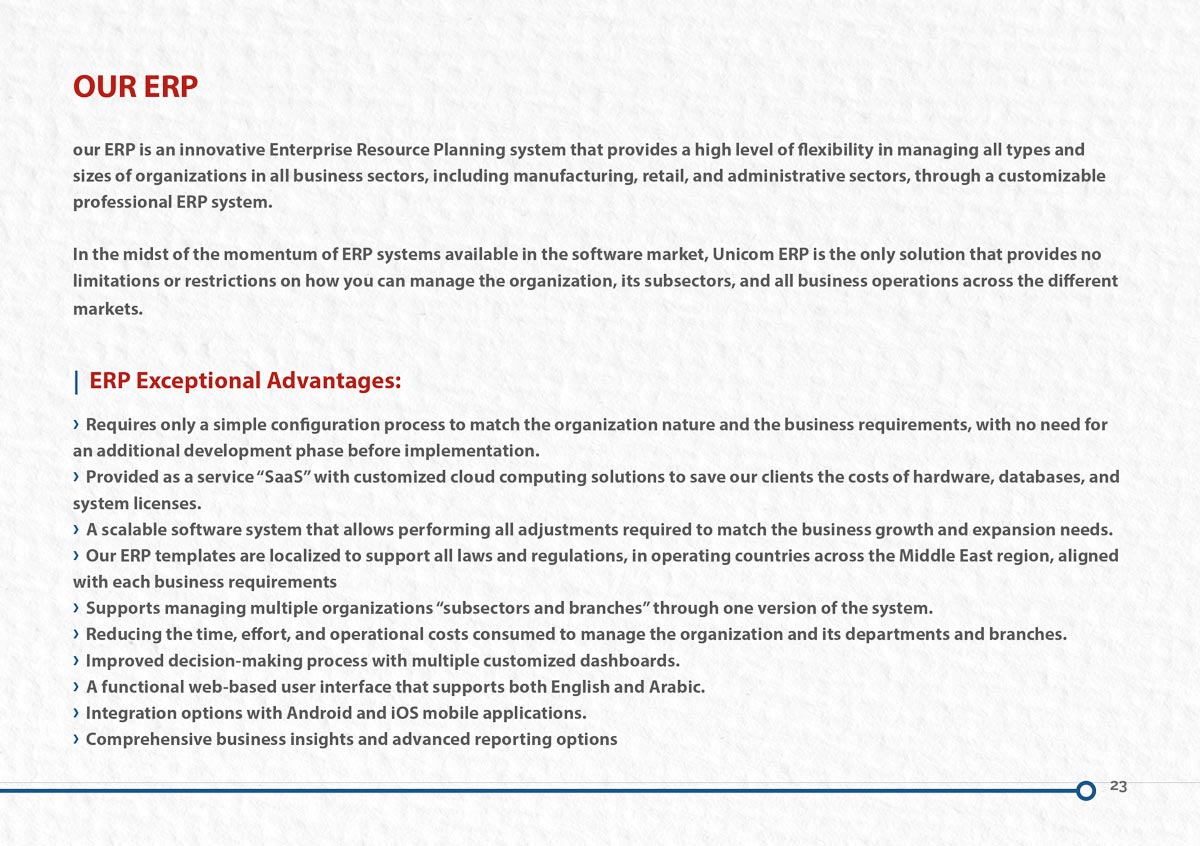 OUR ERP
our ERP is an innovative Enterprise Resource Planning system that provides a high level of flexibility in managing all types and
sizes of organizations in all business sectors, including manufacturing, retail, and administrative sectors, through a customizable
professional ERP system.
In the midst of the momentum of ERP systems available in the software market, Unicom ERP is the only solution that provides no
limitations or restrictions on how you can manage the organization, its subsectors, and all business operations across the different
markets.
| ERP Exceptional Advantages:
› Requires only a simple configuration process to match the organization nature and the business requirements, with no need for
an additional development phase before implementation.
› Provided as a service “SaaS” with customized cloud computing solutions to save our clients the costs of hardware, databases, and
system licenses.
› A scalable software system that allows performing all adjustments required to match the business growth and expansion needs.
› Our ERP templates are localized to support all laws and regulations, in operating countries across the Middle East region, aligned
with each business requirements
› Supports managing multiple organizations “subsectors and branches” through one version of the system.
› Reducing the time, effort, and operational costs consumed to manage the organization and its departments and branches.
› Improved decision-making process with multiple customized dashboards.
› A functional web-based user interface that supports both English and Arabic.
› Integration options with Android and iOS mobile applications.
› Comprehensive business insights and advanced reporting options
23